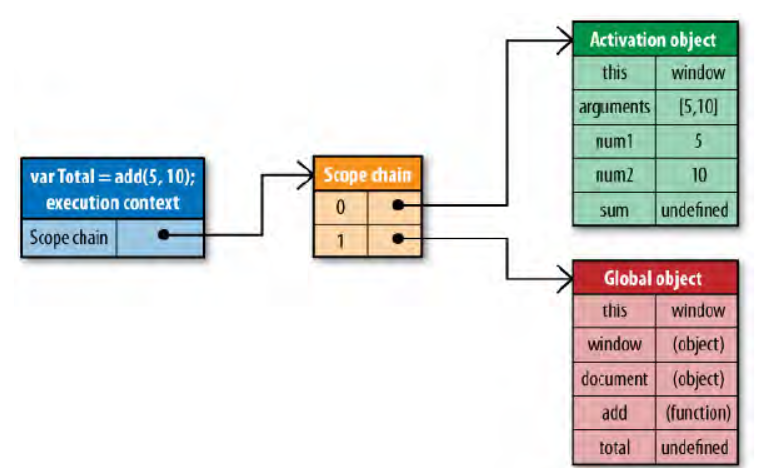 var Total = add(5, 10);
execution context
Scope chain
Scope chain
0
1
Activation object
this window
arguments [5,10]
num1 5
num2 10
sum undefined
Global object
this window
window (object)
document (object)
add (function)
total undefined